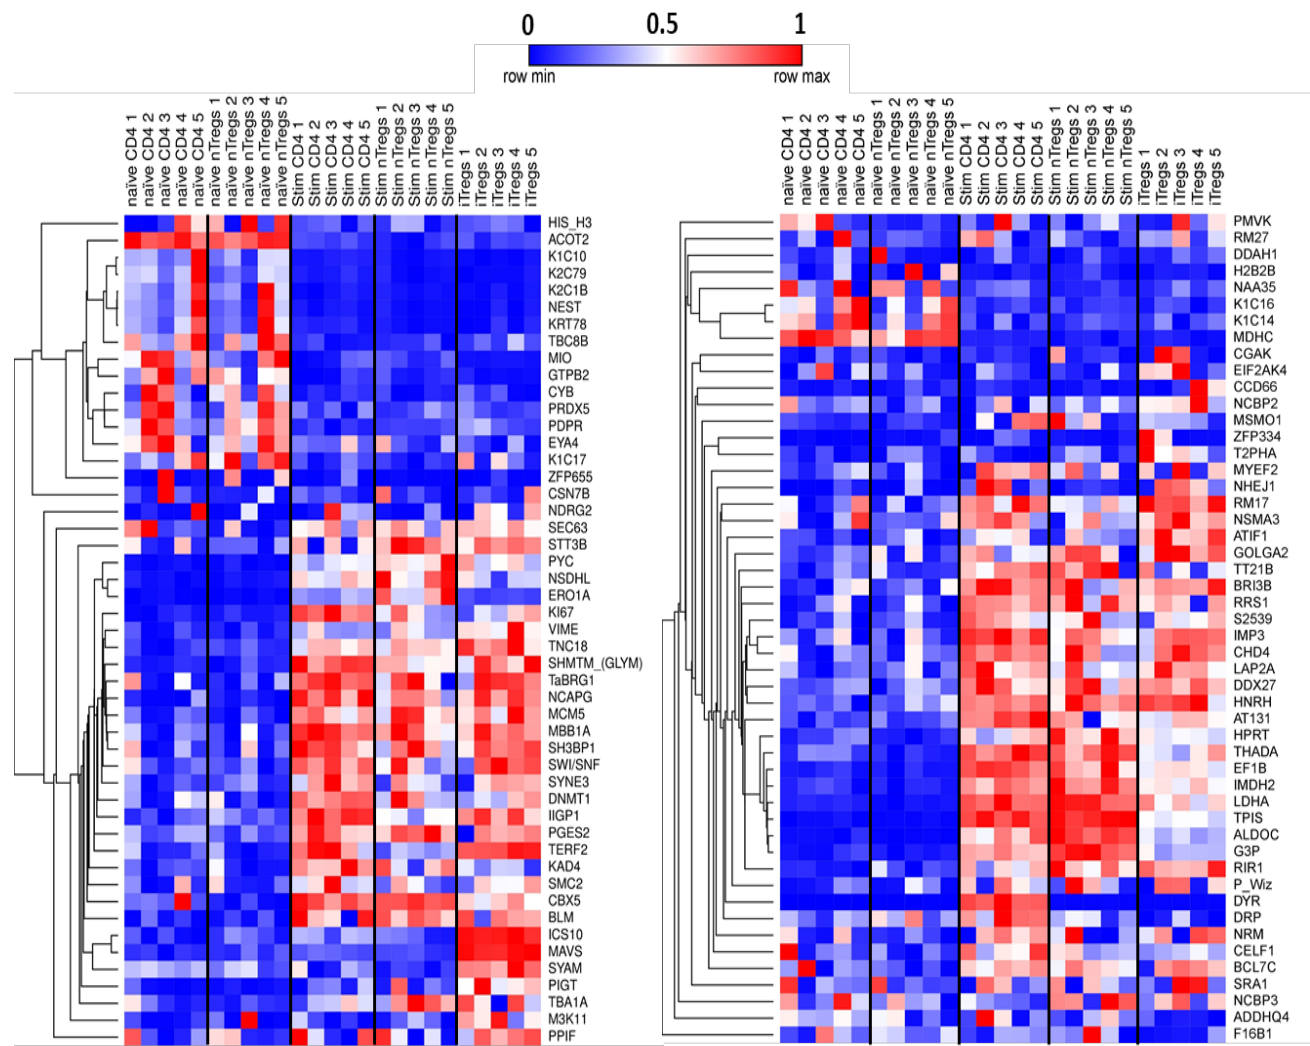 0 0.5 1
row min row max
naïve CD4 1
naïve CD4 2
naïve CD4 3
naïve CD4 4
naïve CD4 5
naïve nTregs 1
naïve nTregs 2
naïve nTregs 3
naïve nTregs 4
naïve nTregs 5
Stim CD4 1
Stim CD4 2
Stim CD4 3
Stim CD4 4
Stim CD4 5
Stim nTregs 1
Stim nTregs 2
Stim nTregs 3
Stim nTregs 4
Stim nTregs 5
iTregs 1
iTregs 2
iTregs 3
iTregs 4
iTregs 5
HIS_H3
ACOT2
K1C10
K2C79
K2C1B
NEST
KRT78
TBC8B
MIO
GTPB2
CYB
PRDX5
PDPR
EYA4
K1C17
ZFP655
CSN7B
NDRG2
SEC63
STT3B
PYC
NSDHL
ERO1A
KI67
VIME
TNC18
SHMTM_(GLYM)
TaBRG1
NCAPG
MCM5
MBB1A
SH3BP1
SWI/SNF
SYNE3
DNMT1
IIGP1
PGES2
TERF2
KAD4
SMC2
CBX5
BLM
ICS10
MAVS
SYAM
PIGT
TBA1A
M3K11
PPIF
naïve CD4 1
naïve CD4 2
naïve CD4 3
naïve CD4 4
naïve CD4 5
naïve nTregs 1
naïve nTregs 2
naïve nTregs 3
naïve nTregs 4
naïve nTregs 5
Stim CD4 1
Stim CD4 2
Stim CD4 3
Stim CD4 4
Stim CD4 5
Stim nTregs 1
Stim nTregs 2
Stim nTregs 3
Stim nTregs 4
Stim nTregs 5
iTregs 1
iTregs 2
iTregs 3
iTregs 4
iTregs 5
PMVK
RM27
DDAH1
H2B2B
NAA35
K1C16
K1C14
MDHC
CGAK
EIF2AK4
CCD66
NCBP2
MSMO1
ZFP334
T2PHA
MYEF2
NHEJ1
RM17
NSMA3
ATIF1
GOLGA2
TT21B
BRI3B
RRS1
S2539
IMP3
CHD4
LAP2A
DDX27
HNRH
AT131
HPRT
THADA
EF1B
IMDH2
LDHA
TPIS
ALDOC
G3P
RIR1
P_Wiz
DYR
DRP
NRM
CELF1
BCL7C
SRA1
NCBP3
ADDHQ4
F16B1